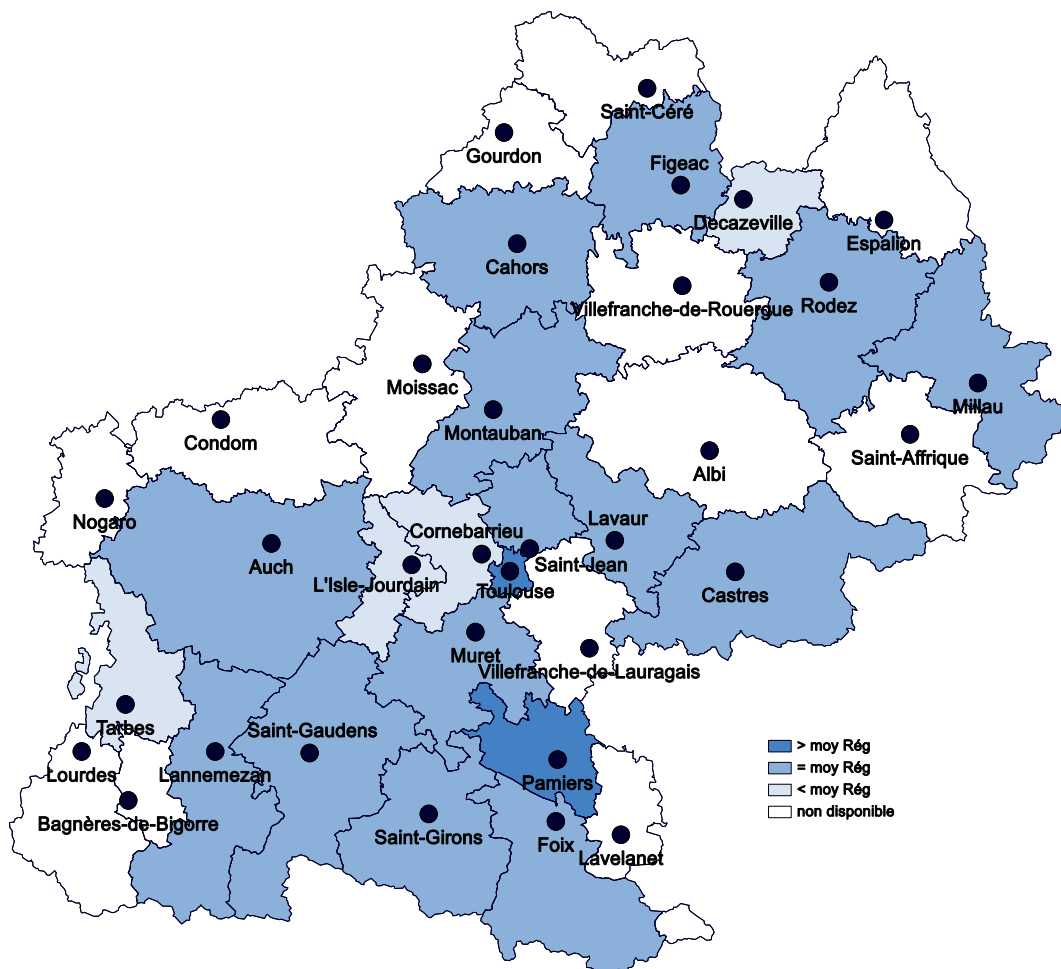 Saint-Céré
Gourdon
Figeac
Decazeville
Espalion
Cahors
Villefranche-de-Rouergue
Rodez
Moissac
Millau
Condom
Montauban
Albi
Saint-Affrique
Nogaro
Cornebarrieu
Lavaur
Auch
Saint-Jean
L'Isle-Jourdain
Toulouse
Castres
Muret
Villefranche-de-Lauragais
Tarbes
Saint-Gaudens
Lourdes
Lannemezan
Pamiers
Bagnères-de-Bigorre
Saint-Girons
Foix
Lavelanet
> moy Rég
= moy Rég
< moy Rég
non disponible